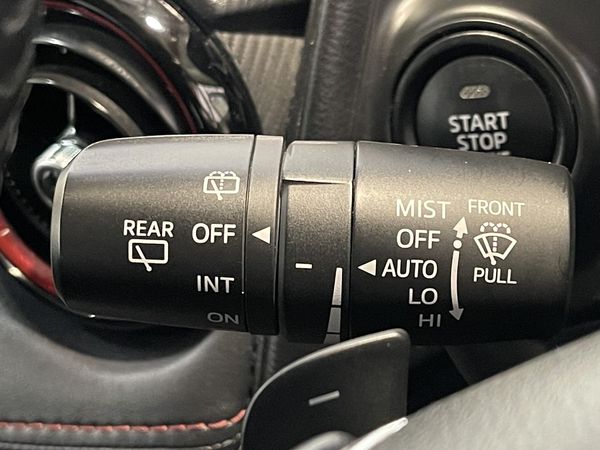 START
STOP
MIST FRONT
REAR OFF
OFF
AUTO
PULL
INT
LO
ON
HI